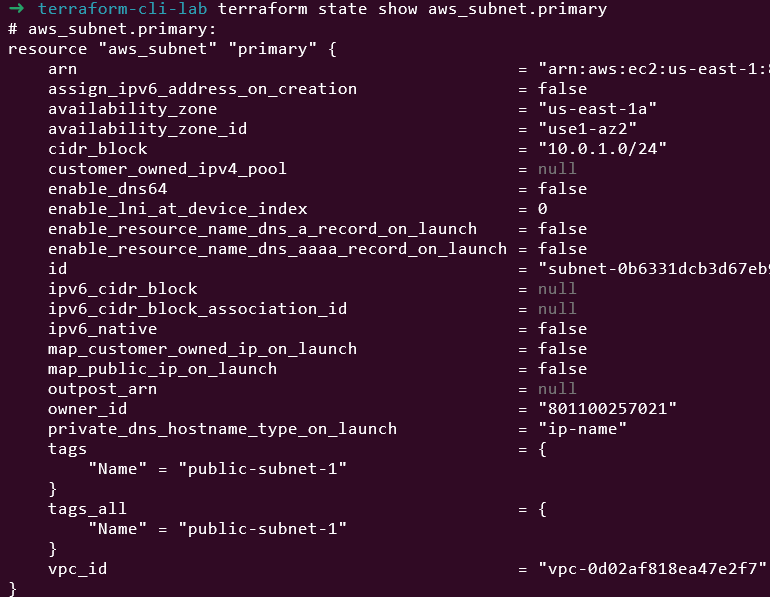 → terraform-cli-lab terraform state show aws_subnet.primary
# aws_subnet.primary:
resource "aws_subnet" "primary" {
    arn                                            = "arn:aws:ec2:us-east-1:
    assign_ipv6_address_on_creation                = false
    availability_zone                              = "us-east-1a"
    availability_zone_id                           = "use1-az2"
    cidr_block                                     = "10.0.1.0/24"
    customer_owned_ipv4_pool                       = null
    enable_dns64                                   = false
    enable_lni_at_device_index                     = 0
    enable_resource_name_dns_a_record_on_launch    = false
    enable_resource_name_dns_aaaa_record_on_launch = false
    id                                             = "subnet-0b6331dcb3d67eb
    ipv6_cidr_block                                = null
    ipv6_cidr_block_association_id                 = null
    ipv6_native                                    = false
    map_customer_owned_ip_on_launch                = false
    map_public_ip_on_launch                        = false
    outpost_arn                                    = null
    owner_id                                       = "801100257021"
    private_dns_hostname_type_on_launch            = "ip-name"
    tags                                           = {
        "Name" = "public-subnet-1"
    }
    tags_all                                       = {
        "Name" = "public-subnet-1"
    }
    vpc_id                                         = "vpc-0d02af818ea47e2f7"
}